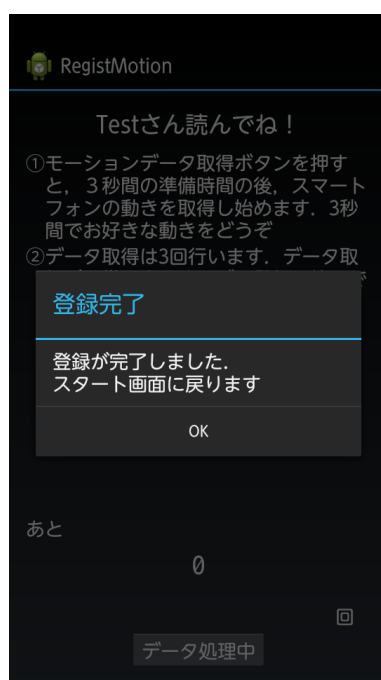 RegistMotion
Testさん読んでね！
①モーションデータ取得ボタンを押す
と，３秒間の準備時間の後，スマート
フォンの動きを取得し始めます．3秒
間でお好きな動きをどうぞ
②データ取得は3回行います．データ取
登録完了
登録が完了しました．
スタート画面に戻ります
OK
あと
0
データ処理中